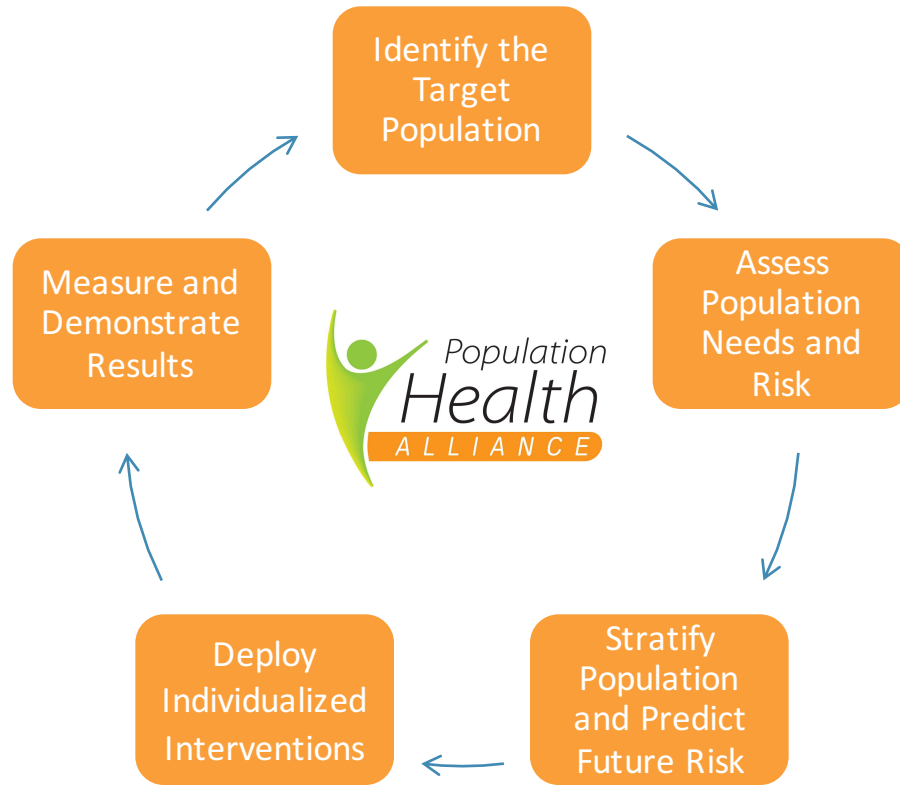 Identify the
Target
Population
Assess
Population
Needs and
Risk
Stratify
Population
and Predict
Future Risk
Deploy
Individualized
Interventions
Measure and
Demonstrate
Results
Population
Health
ALLIANCE